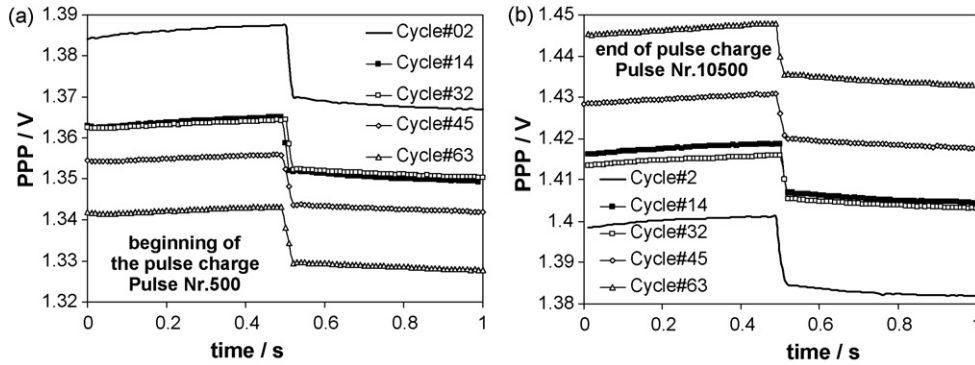 (a)
1.39
1.38
1.37
1.36
1.35
1.34
1.33
1.32
PPP / V
Cycle#02
Cycle#14
Cycle#32
Cycle#45
Cycle#63
beginning of
the pulse charge
Pulse Nr.500
0 0.2 0.4 0.6 0.8 1
time / s
(b)
1.45
1.44
1.43
1.42
1.41
1.4
1.39
1.38
PPP / V
end of pulse charge
Pulse Nr.10500
Cycle#2
Cycle#14
Cycle#32
Cycle#45
Cycle#63
0 0.2 0.4 0.6 0.8 1
time / s